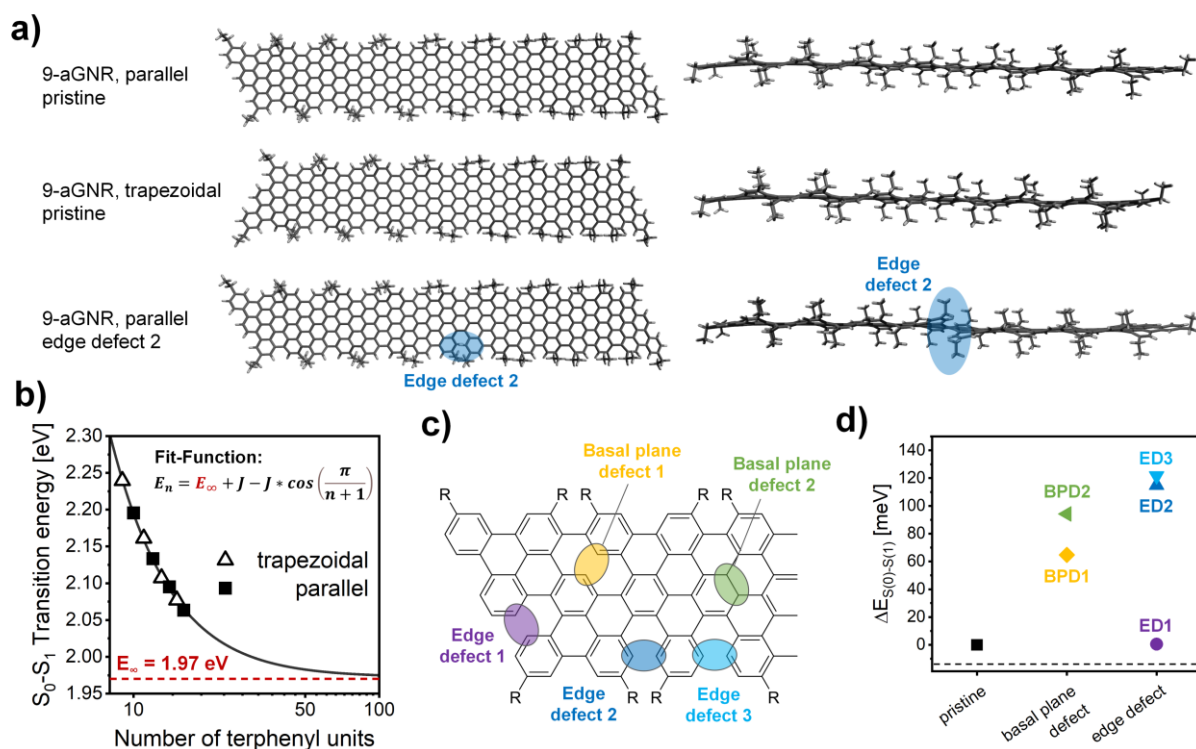 a)
9-aGNR, parallel
pristine
9-aGNR, trapezoidal
pristine
9-aGNR, parallel
edge defect 2
Edge defect 2
Edge
defect 2
b)
S₀-S₁ Transition energy [eV]
2.30
2.25
2.20
2.15
2.10
2.05
2.00
1.95
Fit-Function:
Eₙ = E∞ + J − J * cos (π / (n + 1))
trapezoidal
parallel
E∞ = 1.97 eV
10
50
100
Number of terphenyl units
c)
Basal plane
defect 1
Basal plane
defect 2
R
R
R
R
R
Edge
defect 1
R
R
R
R
R
Edge
defect 2
Edge
defect 3
d)
ΔE S(0)-S(1) [meV]
140
120
100
80
60
40
20
0
BPD2
BPD1
ED3
ED2
ED1
pristine
basal plane
defect
edge defect